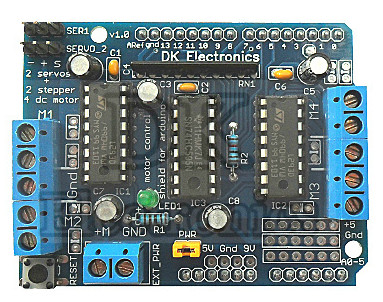 SER1
v1.0
ARef
gnd
13 12 11 10 9 8 7 6 5 4 3 2 1 0
SERVO_2
C1
DK Electronics
- + S
2 servos
+
2 stepper
4 dc motor
C4
C2
RN1
C6
C5
M1
M4
motor control
shield for arduino
R2
Gnd
C7
IC1
LED1
IC3
C8
IC2
M3
M2
+M
GND
R1
PWR
5V Gnd 9V
+5
Gnd
A0-5
RESET
EXT_PWR